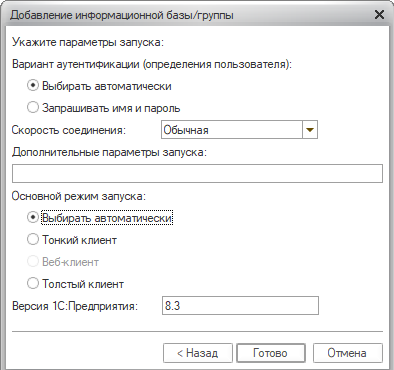 Добавление информационной базы/группы
Укажите параметры запуска:
Вариант аутентификации (определения пользователя):
Выбирать автоматически
Запрашивать имя и пароль
Скорость соединения:
Обычная
Дополнительные параметры запуска:
Основной режим запуска:
Выбирать автоматически
Тонкий клиент
Веб-клиент
Толстый клиент
Версия 1С:Предприятия:
8.3
< Назад
Готово
Отмена